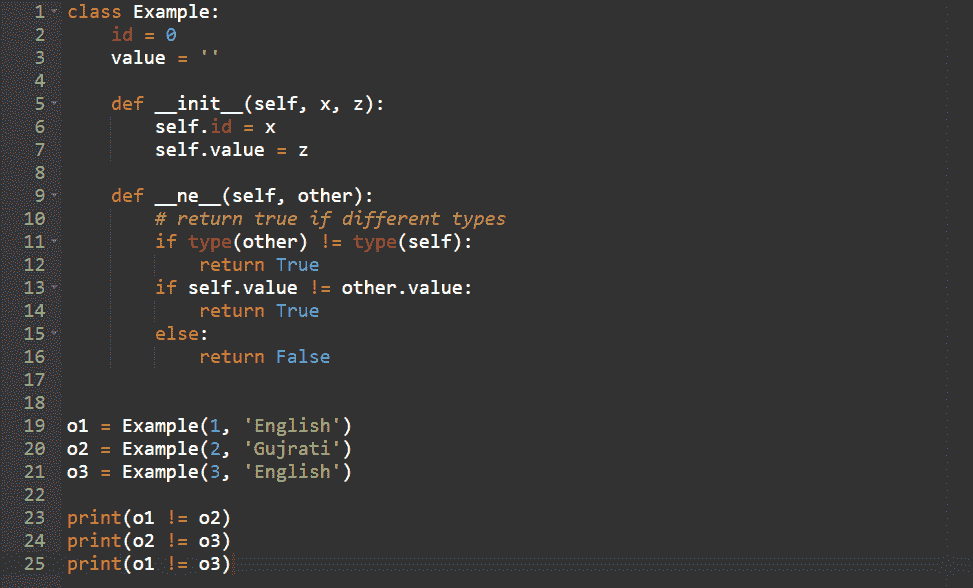 1 class Example:
2     id = 0
3     value = ''
4
5     def __init__(self, x, z):
6         self.id = x
7         self.value = z
8
9     def __ne__(self, other):
10         # return true if different types
11         if type(other) != type(self):
12             return True
13         if self.value != other.value:
14             return True
15         else:
16             return False
17
18
19 o1 = Example(1, 'English')
20 o2 = Example(2, 'Gujrati')
21 o3 = Example(3, 'English')
22
23 print(o1 != o2)
24 print(o2 != o3)
25 print(o1 != o3)